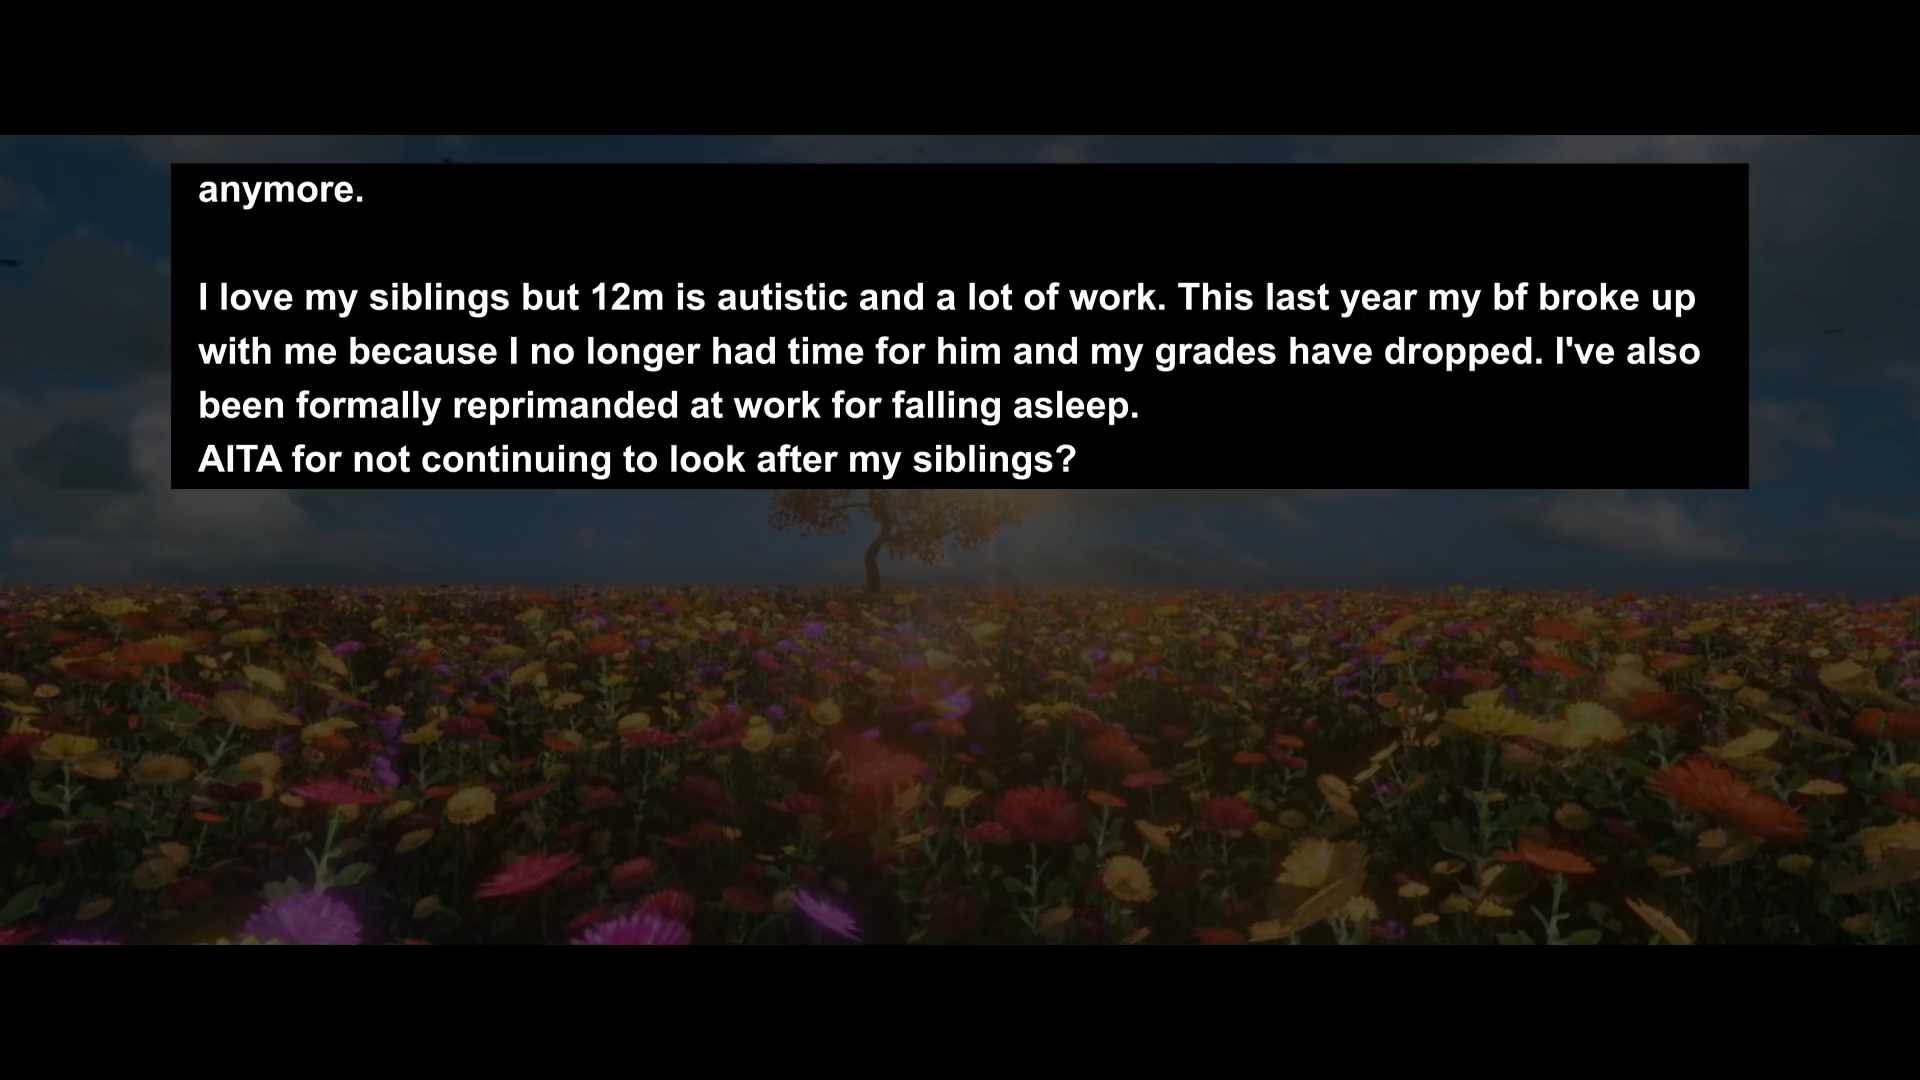 anymore.
I love my siblings but 12m is autistic and a lot of work. This last year my bf broke up
with me because I no longer had time for him and my grades have dropped. I've also
been formally reprimanded at work for falling asleep.
AITA for not continuing to look after my siblings?